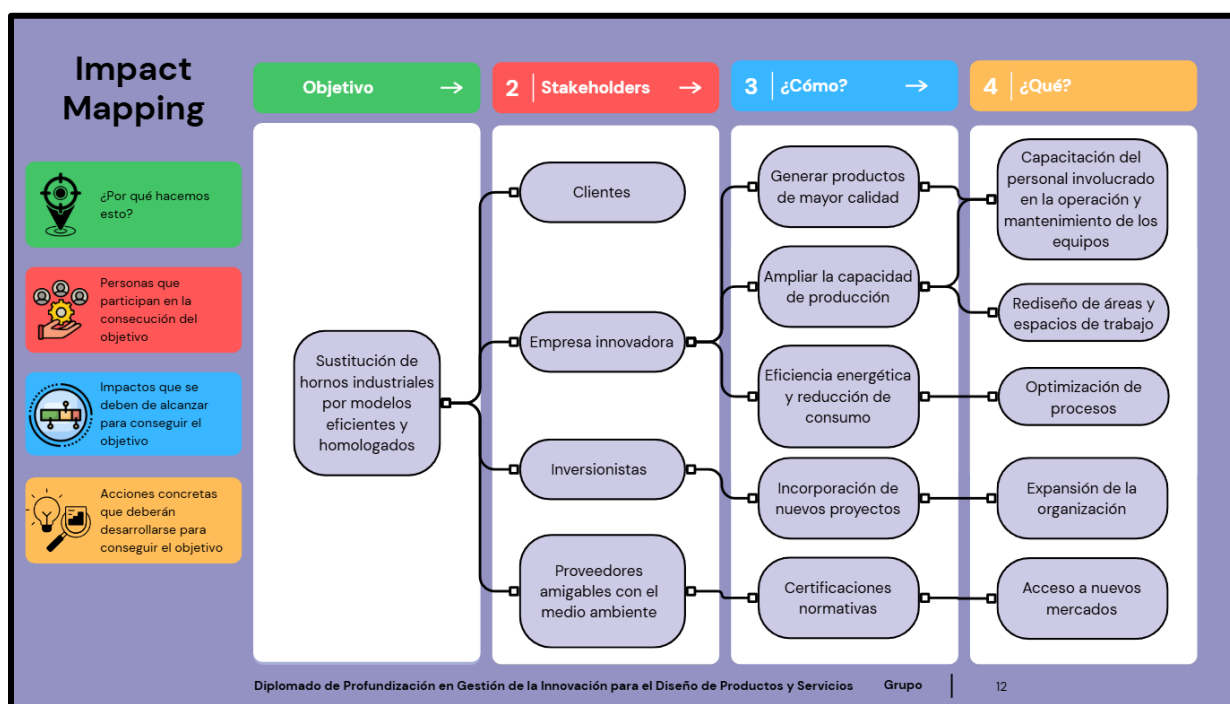 Impact
Mapping
¿Por qué hacemos
esto?
Personas que
participan en la
consecución del
objetivo
Impactos que se
deben de alcanzar
para conseguir el
objetivo
Acciones concretas
que deberán
desarrollarse para
conseguir el objetivo
Objetivo
2 Stakeholders
3 ¿Cómo?
4 ¿Qué?
Sustitución de
hornos industriales
por modelos
eficientes y
homologados
Clientes
Empresa innovadora
Inversionistas
Proveedores
amigables con el
medio ambiente
Generar productos
de mayor calidad
Ampliar la capacidad
de producción
Eficiencia energética
y reducción de
consumo
Incorporación de
nuevos proyectos
Certificaciones
normativas
Capacitación del
personal involucrado
en la operación y
mantenimiento de los
equipos
Rediseño de áreas y
espacios de trabajo
Optimización de
procesos
Expansión de la
organización
Acceso a nuevos
mercados
Diplomado de Profundización en Gestión de la Innovación para el Diseño de Productos y Servicios Grupo 12